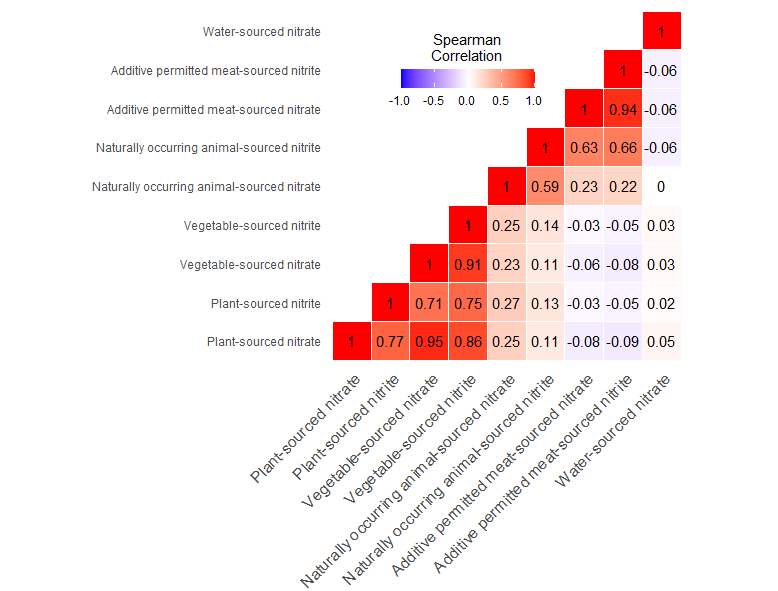 Spearman
Correlation
-1.0 -0.5 0.0 0.5 1.0
Water-sourced nitrate 1
Additive permitted meat-sourced nitrite 1 -0.06
Additive permitted meat-sourced nitrate 1 0.94 -0.06
Naturally occurring animal-sourced nitrite 1 0.63 0.66 -0.06
Naturally occurring animal-sourced nitrate 1 0.59 0.23 0.22 0
Vegetable-sourced nitrite 1 0.25 0.14 -0.03 -0.05 0.03
Vegetable-sourced nitrate 1 0.91 0.23 0.11 -0.06 -0.08 0.03
Plant-sourced nitrite 1 0.71 0.75 0.27 0.13 -0.03 -0.05 0.02
Plant-sourced nitrate 1 0.77 0.95 0.86 0.25 0.11 -0.08 -0.09 0.05
Plant-sourced nitrate
Plant-sourced nitrite
Vegetable-sourced nitrate
Vegetable-sourced nitrite
Naturally occurring animal-sourced nitrate
Naturally occurring animal-sourced nitrite
Additive permitted meat-sourced nitrate
Additive permitted meat-sourced nitrite
Water-sourced nitrate